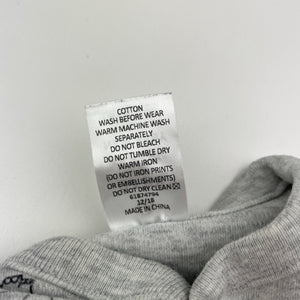 COTTON
WASH BEFORE WEAR
WARM MACHINE WASH
SEPARATELY
DO NOT BLEACH
DO NOT TUMBLE DRY
WARM IRON
(DO NOT IRON PRINTS
OR EMBELLISHMENTS)
DO NOT DRY CLEAN
61874794
12/18
MADE IN CHINA